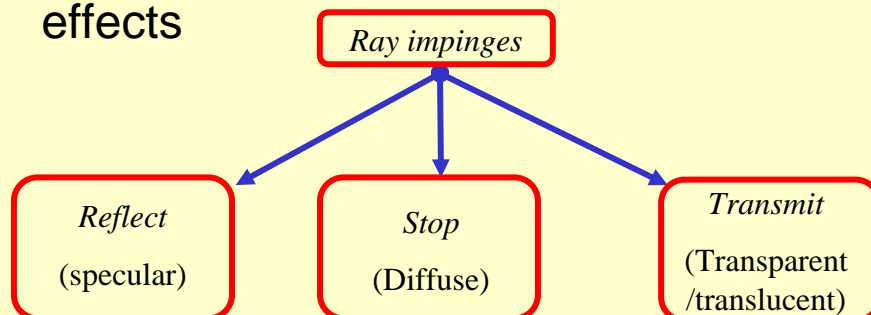 effects
Ray impinges
Reflect
(specular)
Stop
(Diffuse)
Transmit
(Transparent
/translucent)